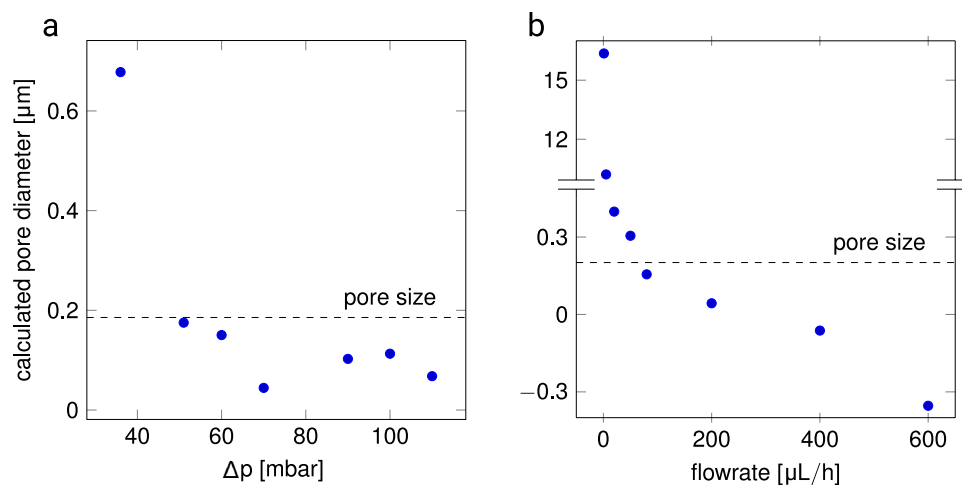 a
calculated pore diameter [µm]
0.6
0.4
0.2
0
pore size
40
60
80
100
Δp [mbar]
b
15
12
0.3
0
−0.3
pore size
0
200
400
600
flowrate [µL/h]